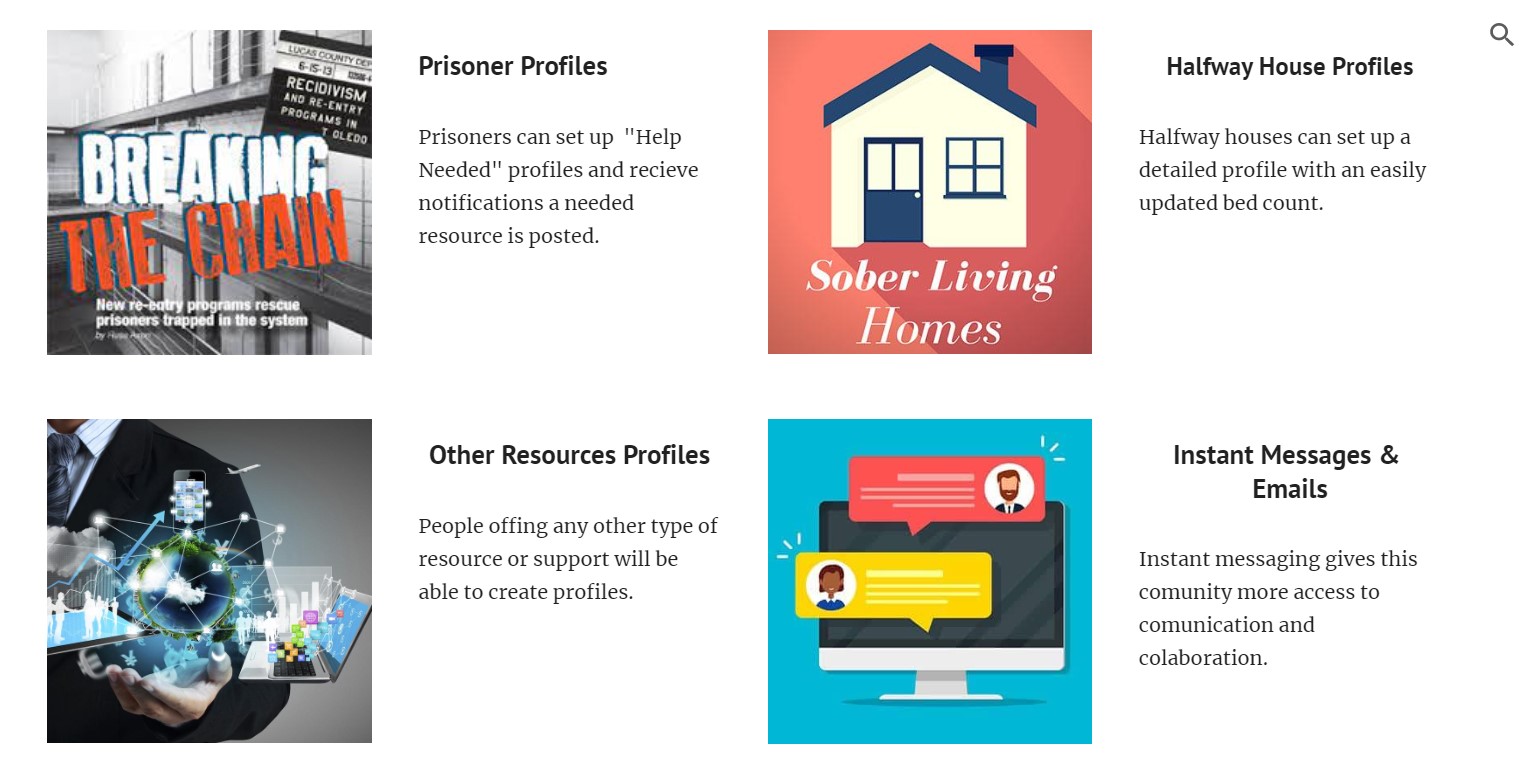 LUCAS COUNTY DEP
6-15-13
RECIDIVISM
AND RE-ENTRY
PROGRAMS IN
TOLEDO
BREAKING
THE CHAIN
New re-entry programs rescue
prisoners trapped in the system
Prisoner Profiles
Prisoners can set up  "Help
Needed" profiles and recieve
notifications a needed
resource is posted.
Sober Living
Homes
Halfway House Profiles
Halfway houses can set up a
detailed profile with an easily
updated bed count.
Other Resources Profiles
People offing any other type of
resource or support will be
able to create profiles.
Instant Messages &
Emails
Instant messaging gives this
comunity more access to
comunication and
colaboration.